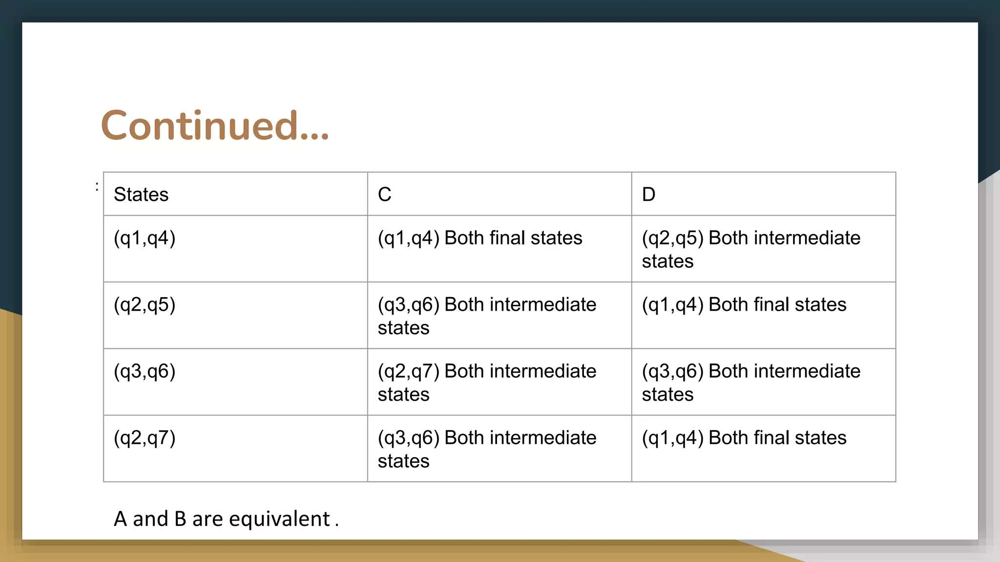 Continued...
:
States
C
D
(q1,q4)
(q1,q4) Both final states
(q2,q5) Both intermediate
states
(q2,q5)
(q3,q6) Both intermediate
states
(q1,q4) Both final states
(q3,q6)
(q2,q7) Both intermediate
states
(q3,q6) Both intermediate
states
(q2,q7)
(q3,q6) Both intermediate
states
(q1,q4) Both final states
A and B are equivalent .